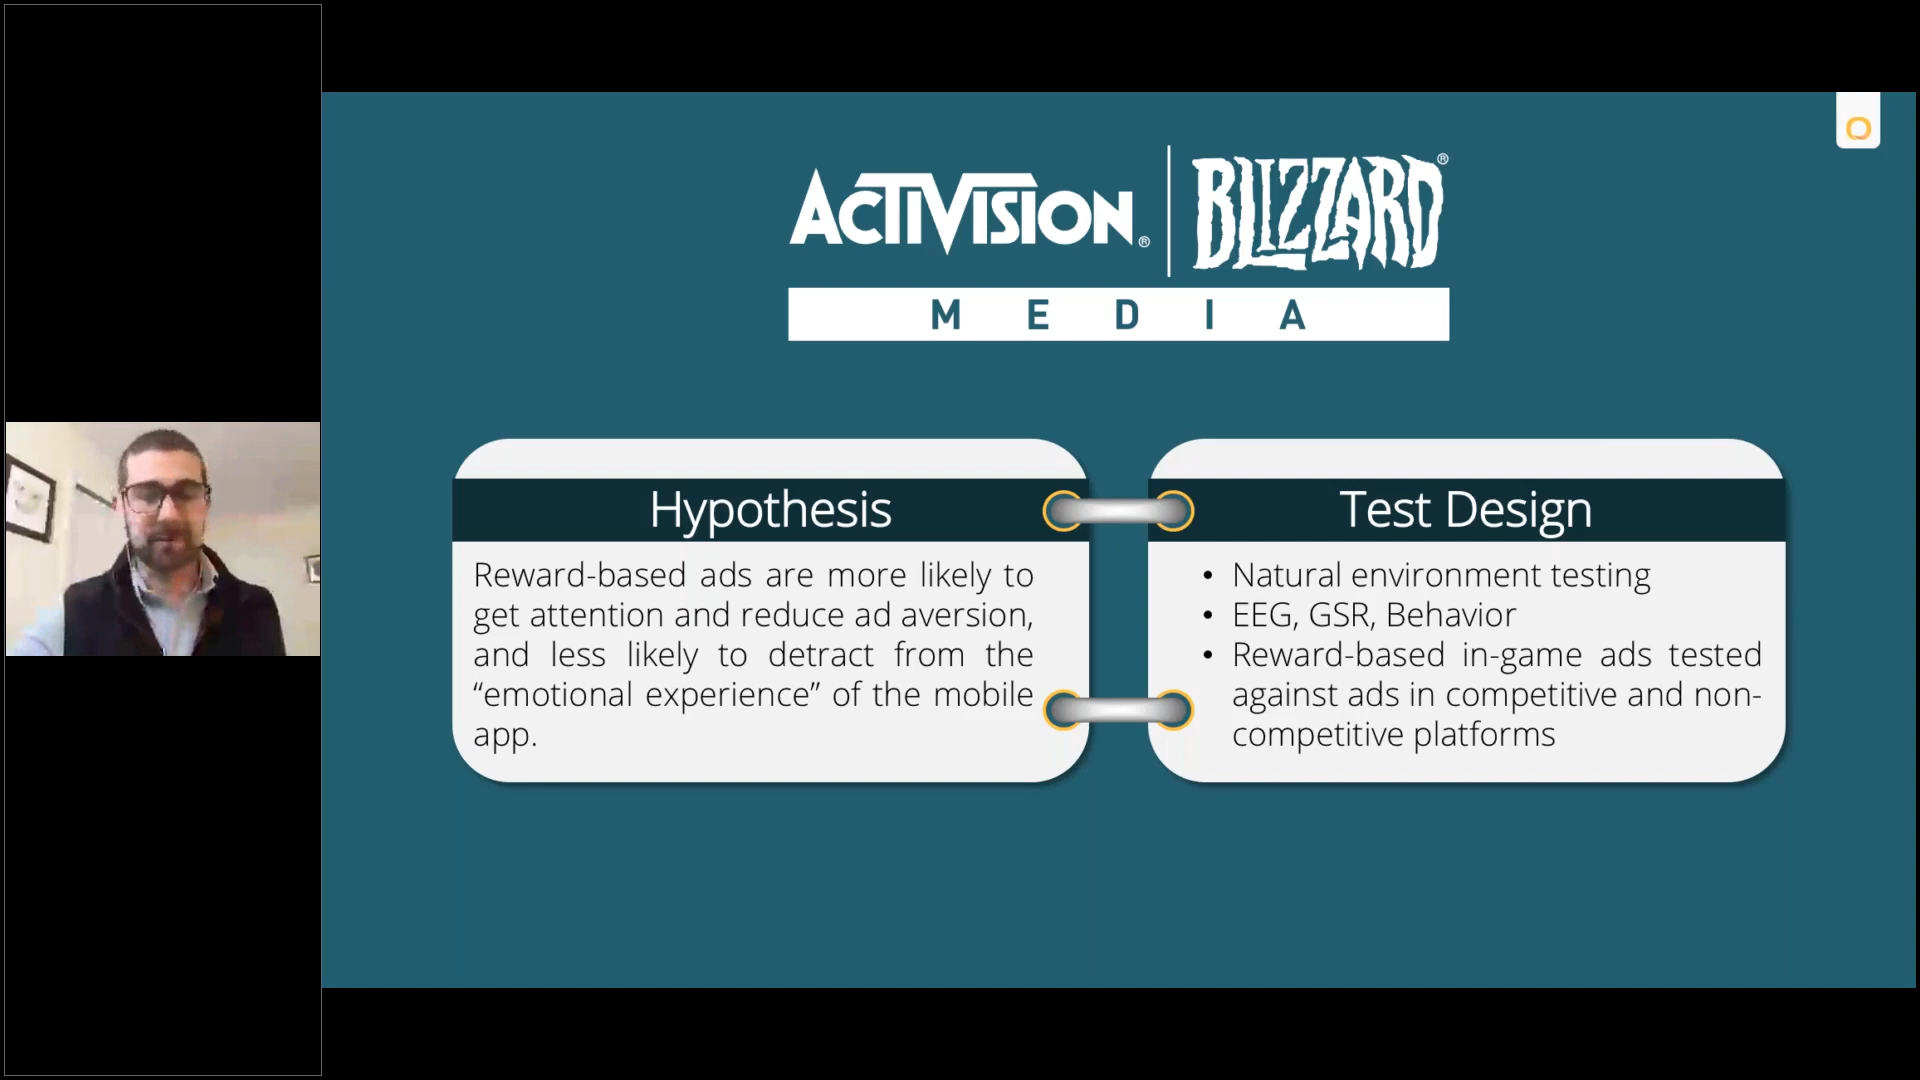 ACTIVISION® BLIZZARD®
MEDIA
Hypothesis
Reward-based ads are more likely to
get attention and reduce ad aversion,
and less likely to detract from the
“emotional experience” of the mobile
app.
Test Design
• Natural environment testing
• EEG, GSR, Behavior
• Reward-based in-game ads tested
against ads in competitive and non-
competitive platforms